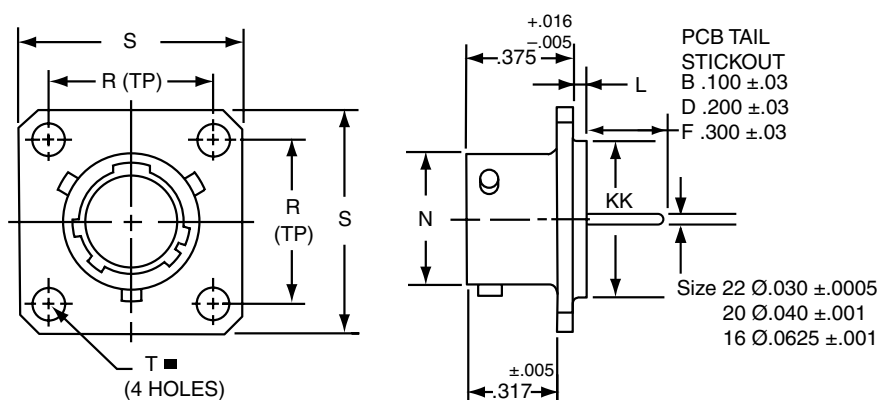 S
R (TP)
R
(TP)
S
T ■
(4 HOLES)
+.016
–.005
.375
L
PCB TAIL
STICKOUT
B .100 ±.03
D .200 ±.03
F .300 ±.03
N
KK
Size 22 Ø.030 ±.0005
20 Ø.040 ±.001
16 Ø.0625 ±.001
±.005
.317